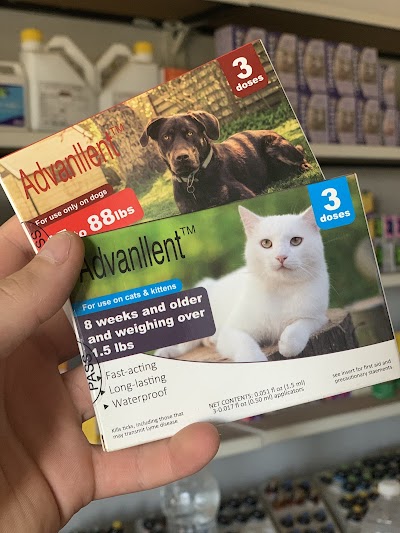 3
doses
Advanllent™
For use only on dogs
88lbs
3
doses
Advanllent™
For use on cats & kittens
8 weeks and older
and weighing over
1.5 lbs
PASS
Fast-acting
Long-lasting
Waterproof
Kills ticks, including those that
may transmit lyme disease
NET CONTENTS: 0.051 fl oz (1.5 ml)
3-0.017 fl oz (0.50 ml) applicators
see insert for first aid and
precautionary statements